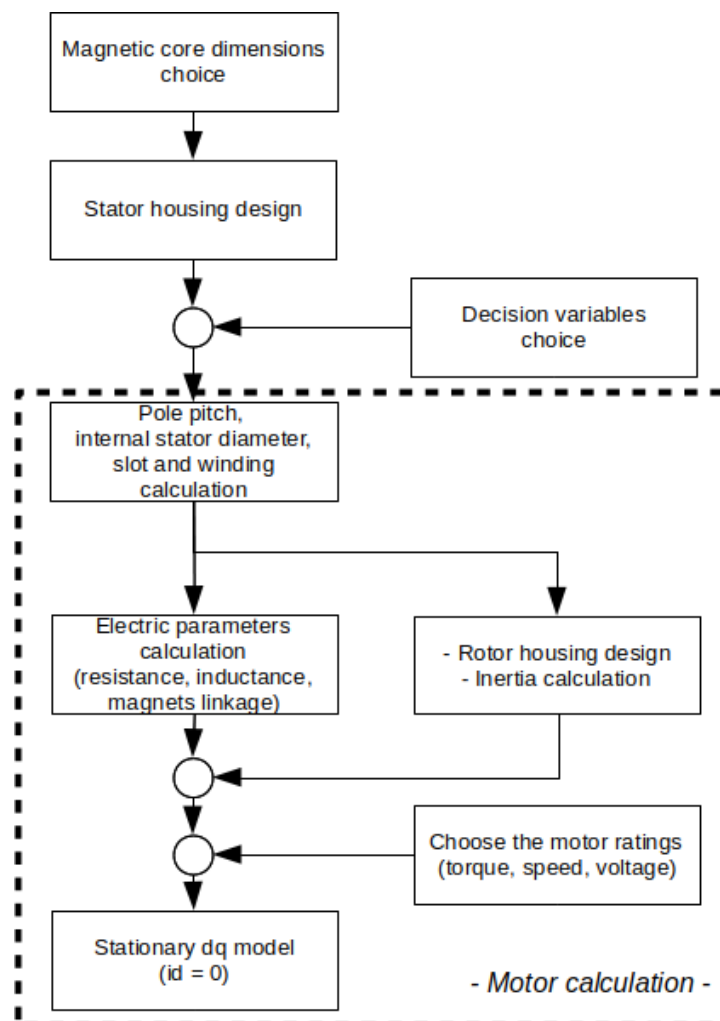 Magnetic core dimensions
choice
Stator housing design
Decision variables
choice
Pole pitch,
internal stator diameter,
slot and winding
calculation
Electric parameters
calculation
(resistance, inductance,
magnets linkage)
- Rotor housing design
- Inertia calculation
Choose the motor ratings
(torque, speed, voltage)
Stationary dq model
(id = 0)
- Motor calculation -